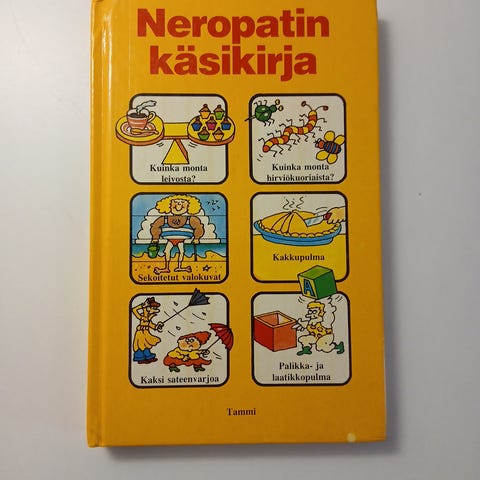 Neropatin
käsikirja
Kuinka monta
leivosta?
Kuinka monta
hirviökuoriaista?
Sekoitetut valokuvat
Kakkupulma
Kaksi sateenvarjoa
A
Palikka- ja
laatikkopulma
Tammi